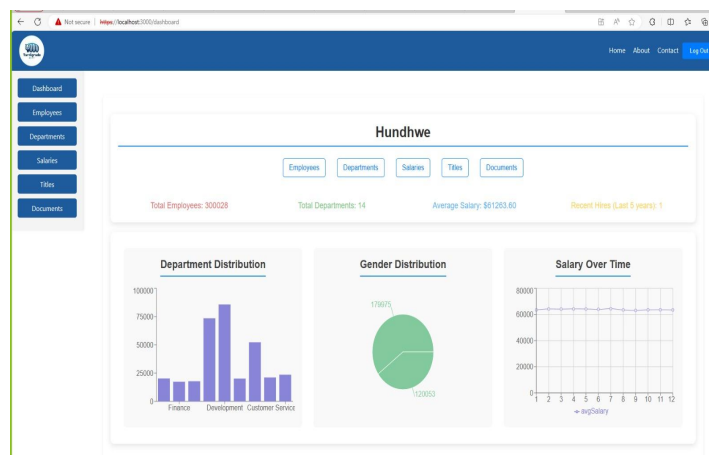 Not secure | https://localhost:3000/dashboard
Home About Contact Log Out
Dashboard
Employees
Departments
Salaries
Titles
Documents
Hundhwe
Employees Departments Salaries Titles Documents
Total Employees: 300028 Total Departments: 14 Average Salary: $61263.60 Recent Hires (Last 5 years): 1
Department Distribution
100000
75000
50000
25000
0
Finance Development Customer Service
Gender Distribution
179975
120053
Salary Over Time
80000
60000
40000
20000
0
1 2 3 4 5 6 7 8 9 10 11 12
avgSalary